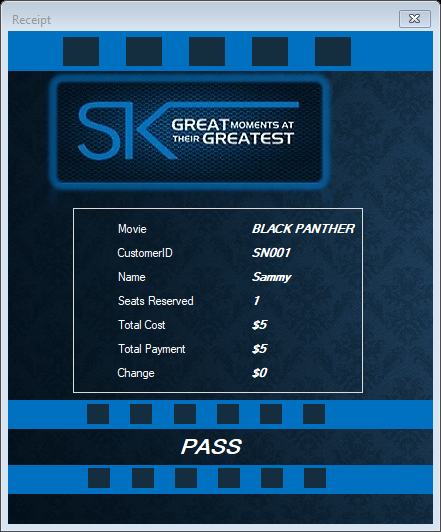 Receipt
SK GREAT MOMENTS AT
THEIR GREATEST
Movie BLACK PANTHER
CustomerID SN001
Name Sammy
Seats Reserved 1
Total Cost $5
Total Payment $5
Change $0
PASS